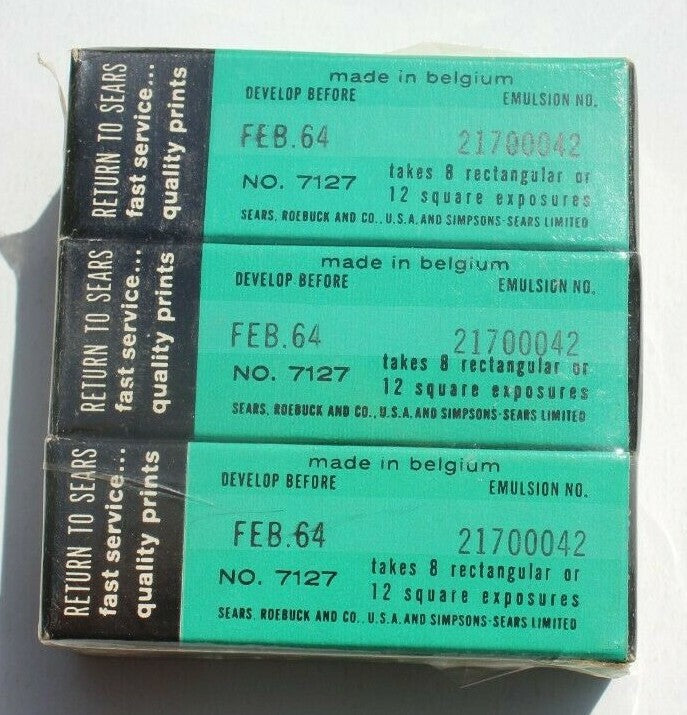 RETURN TO SEARS
fast service...
quality prints
made in belgium
DEVELOP BEFORE EMULSION NO.
FEB.64 21700042
NO. 7127 takes 8 rectangular or
12 square exposures
SEARS, ROEBUCK AND CO., U.S.A. AND SIMPSONS-SEARS LIMITED
RETURN TO SEARS
fast service...
quality prints
made in belgium
DEVELOP BEFORE EMULSION NO.
FEB.64 21700042
NO. 7127 takes 8 rectangular or
12 square exposures
SEARS, ROEBUCK AND CO., U.S.A. AND SIMPSONS-SEARS LIMITED
RETURN TO SEARS
fast service...
quality prints
made in belgium
DEVELOP BEFORE EMULSION NO.
FEB.64 21700042
NO. 7127 takes 8 rectangular or
12 square exposures
SEARS, ROEBUCK AND CO., U.S.A. AND SIMPSONS-SEARS LIMITED